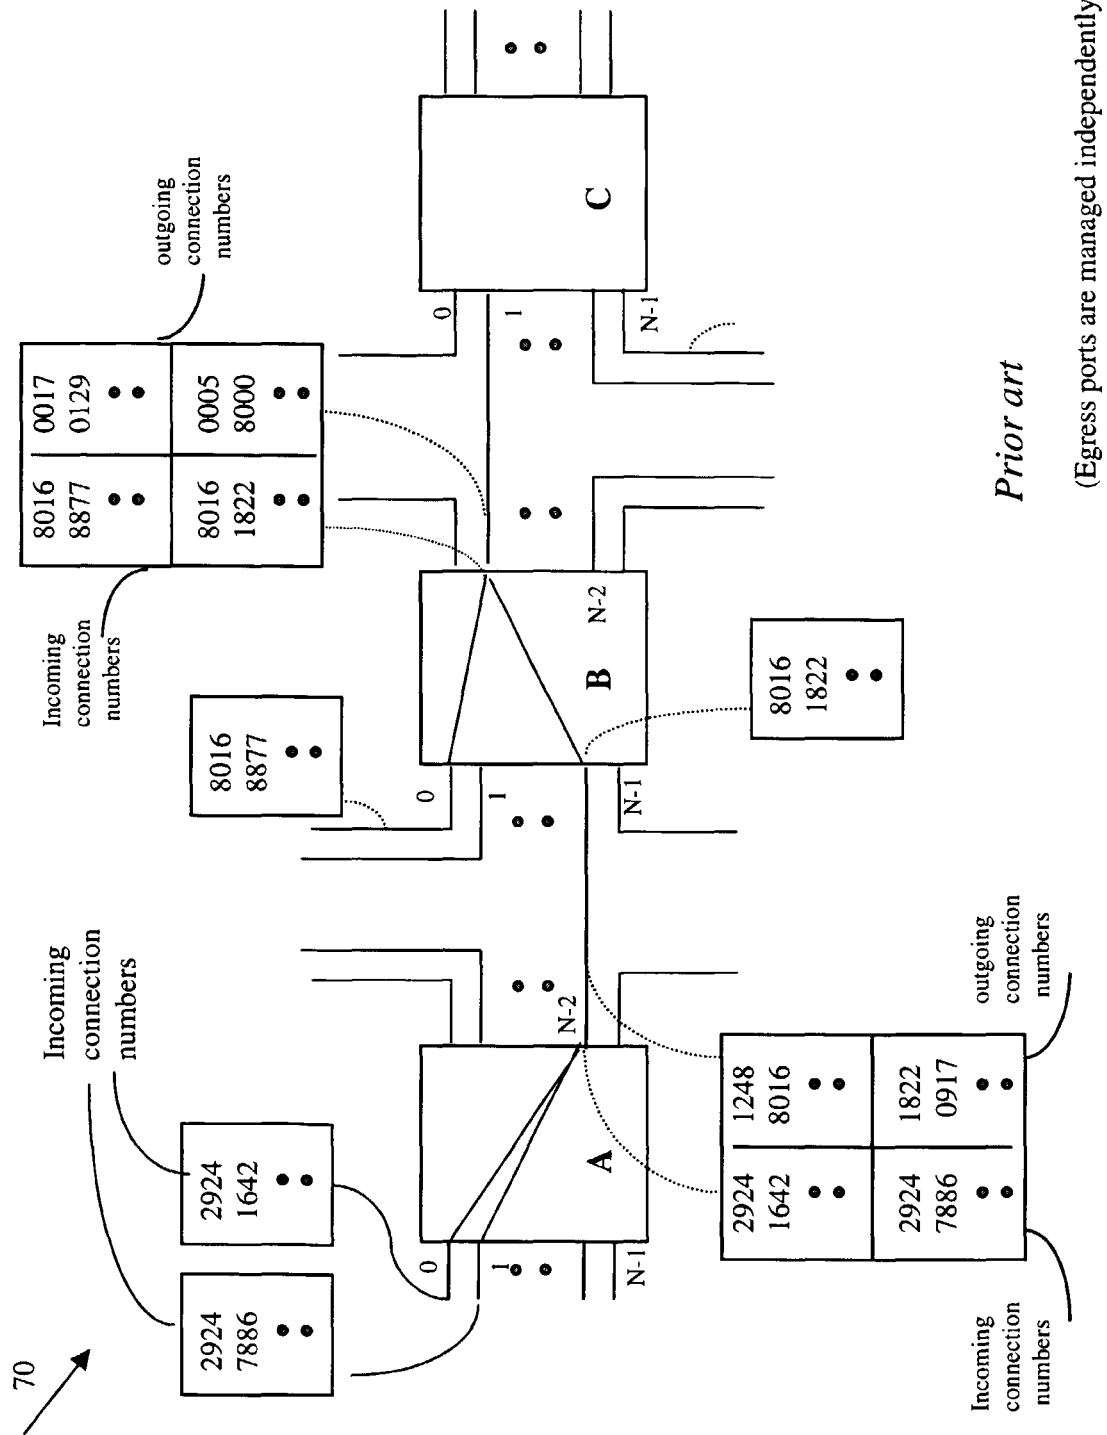 70
2924
7886
2924
1642
Incoming
connection
numbers
0
1
N-1
A
N-2
2924
1642
1248
8016
2924
7886
1822
0917
Incoming
connection
numbers
outgoing
connection
numbers
8016
8877
0
1
N-1
B
N-2
8016
1822
Incoming
connection
numbers
8016
8877
0017
0129
8016
1822
0005
8000
outgoing
connection
numbers
0
1
N-1
C
Prior art
(Egress ports are managed independently